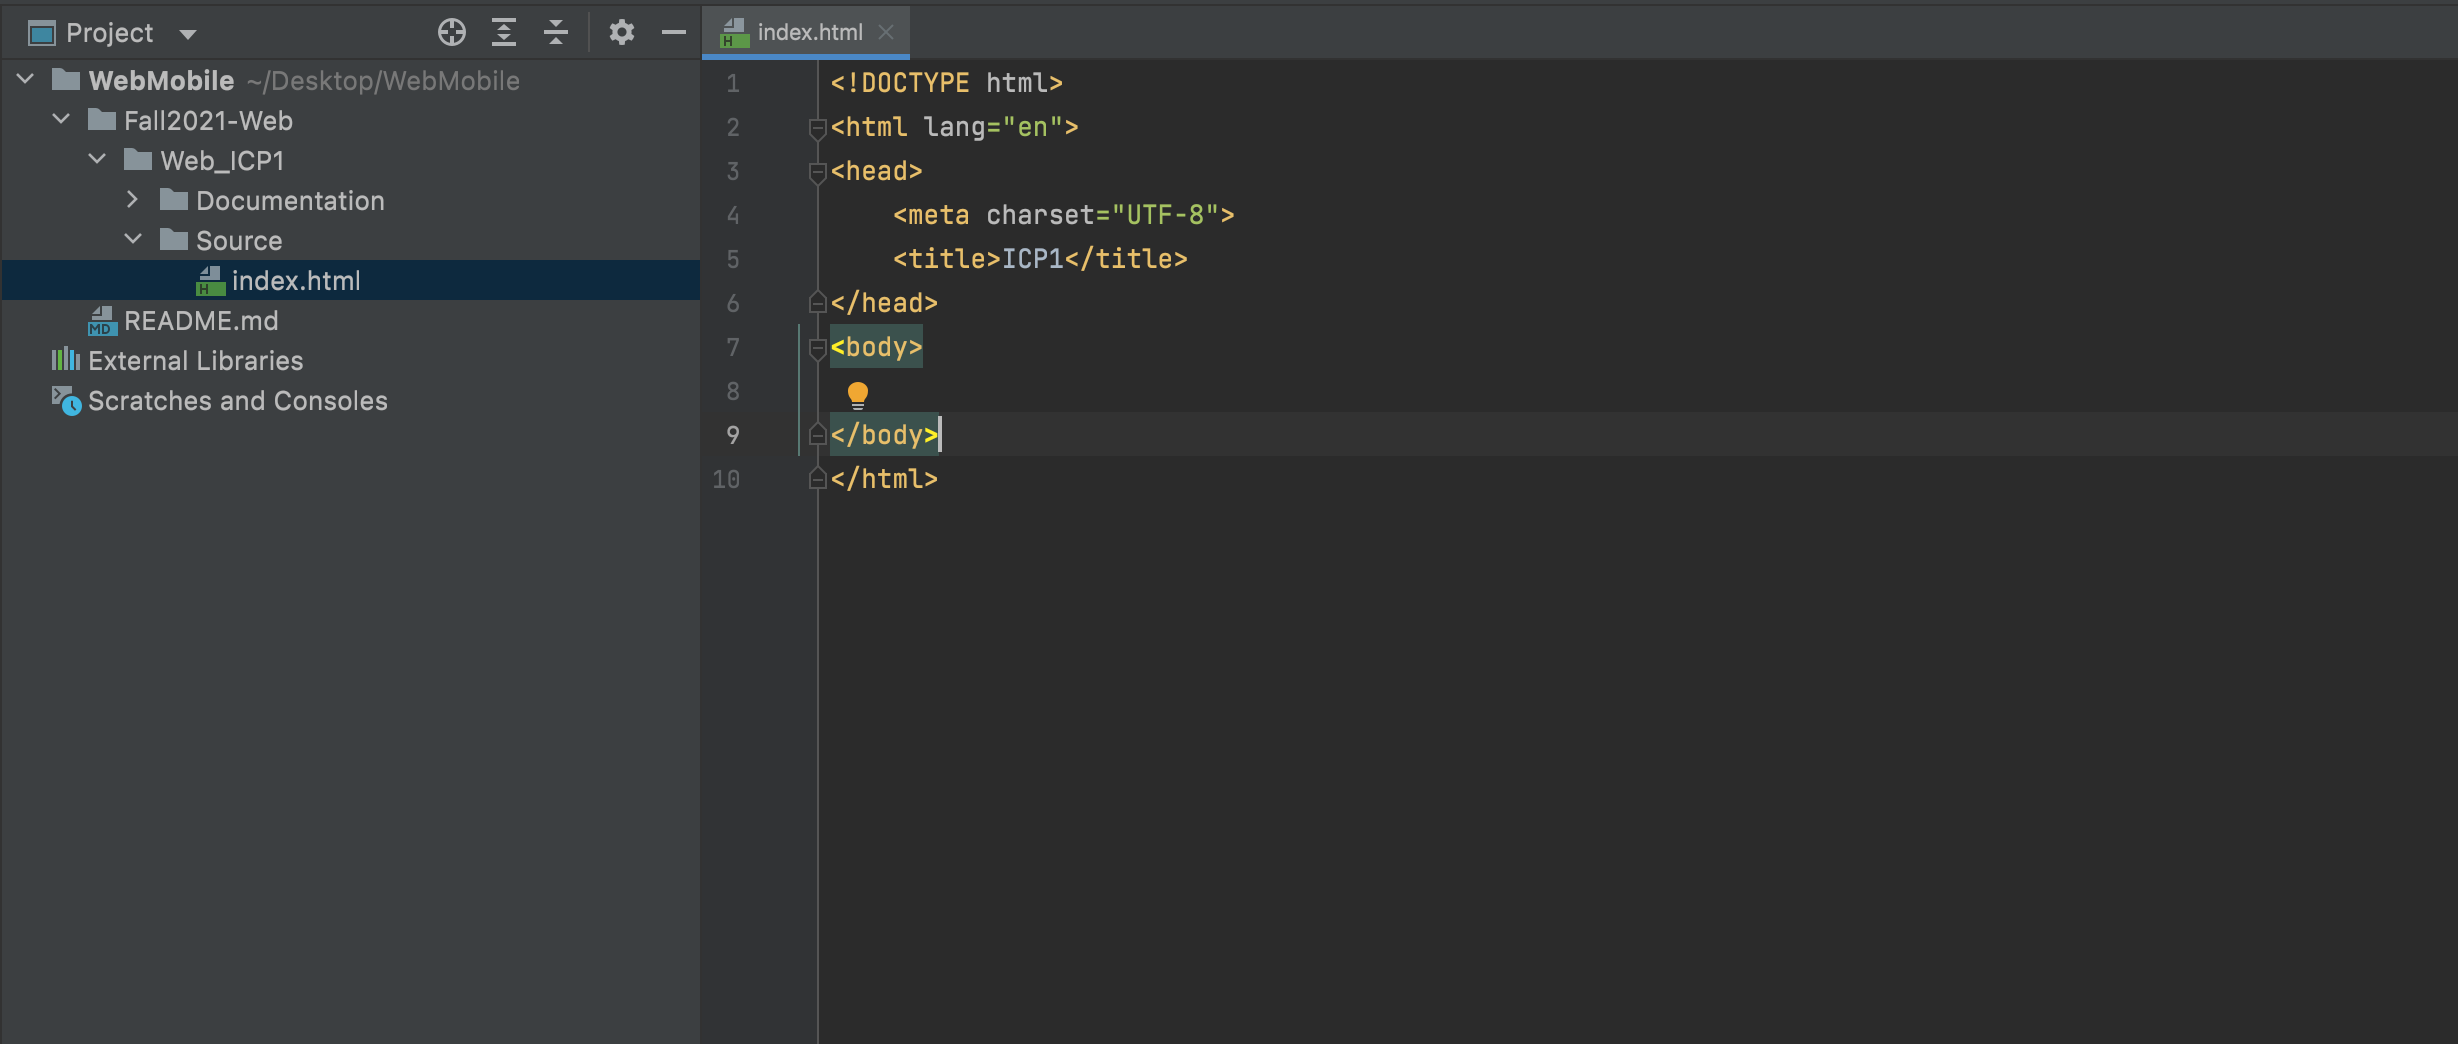 Project
WebMobile ~/Desktop/WebMobile
Fall2021-Web
Web_ICP1
Documentation
Source
index.html
README.md
External Libraries
Scratches and Consoles
index.html
1 <!DOCTYPE html>
2 <html lang="en">
3 <head>
4     <meta charset="UTF-8">
5     <title>ICP1</title>
6 </head>
7 <body>
8
9 </body>
10 </html>